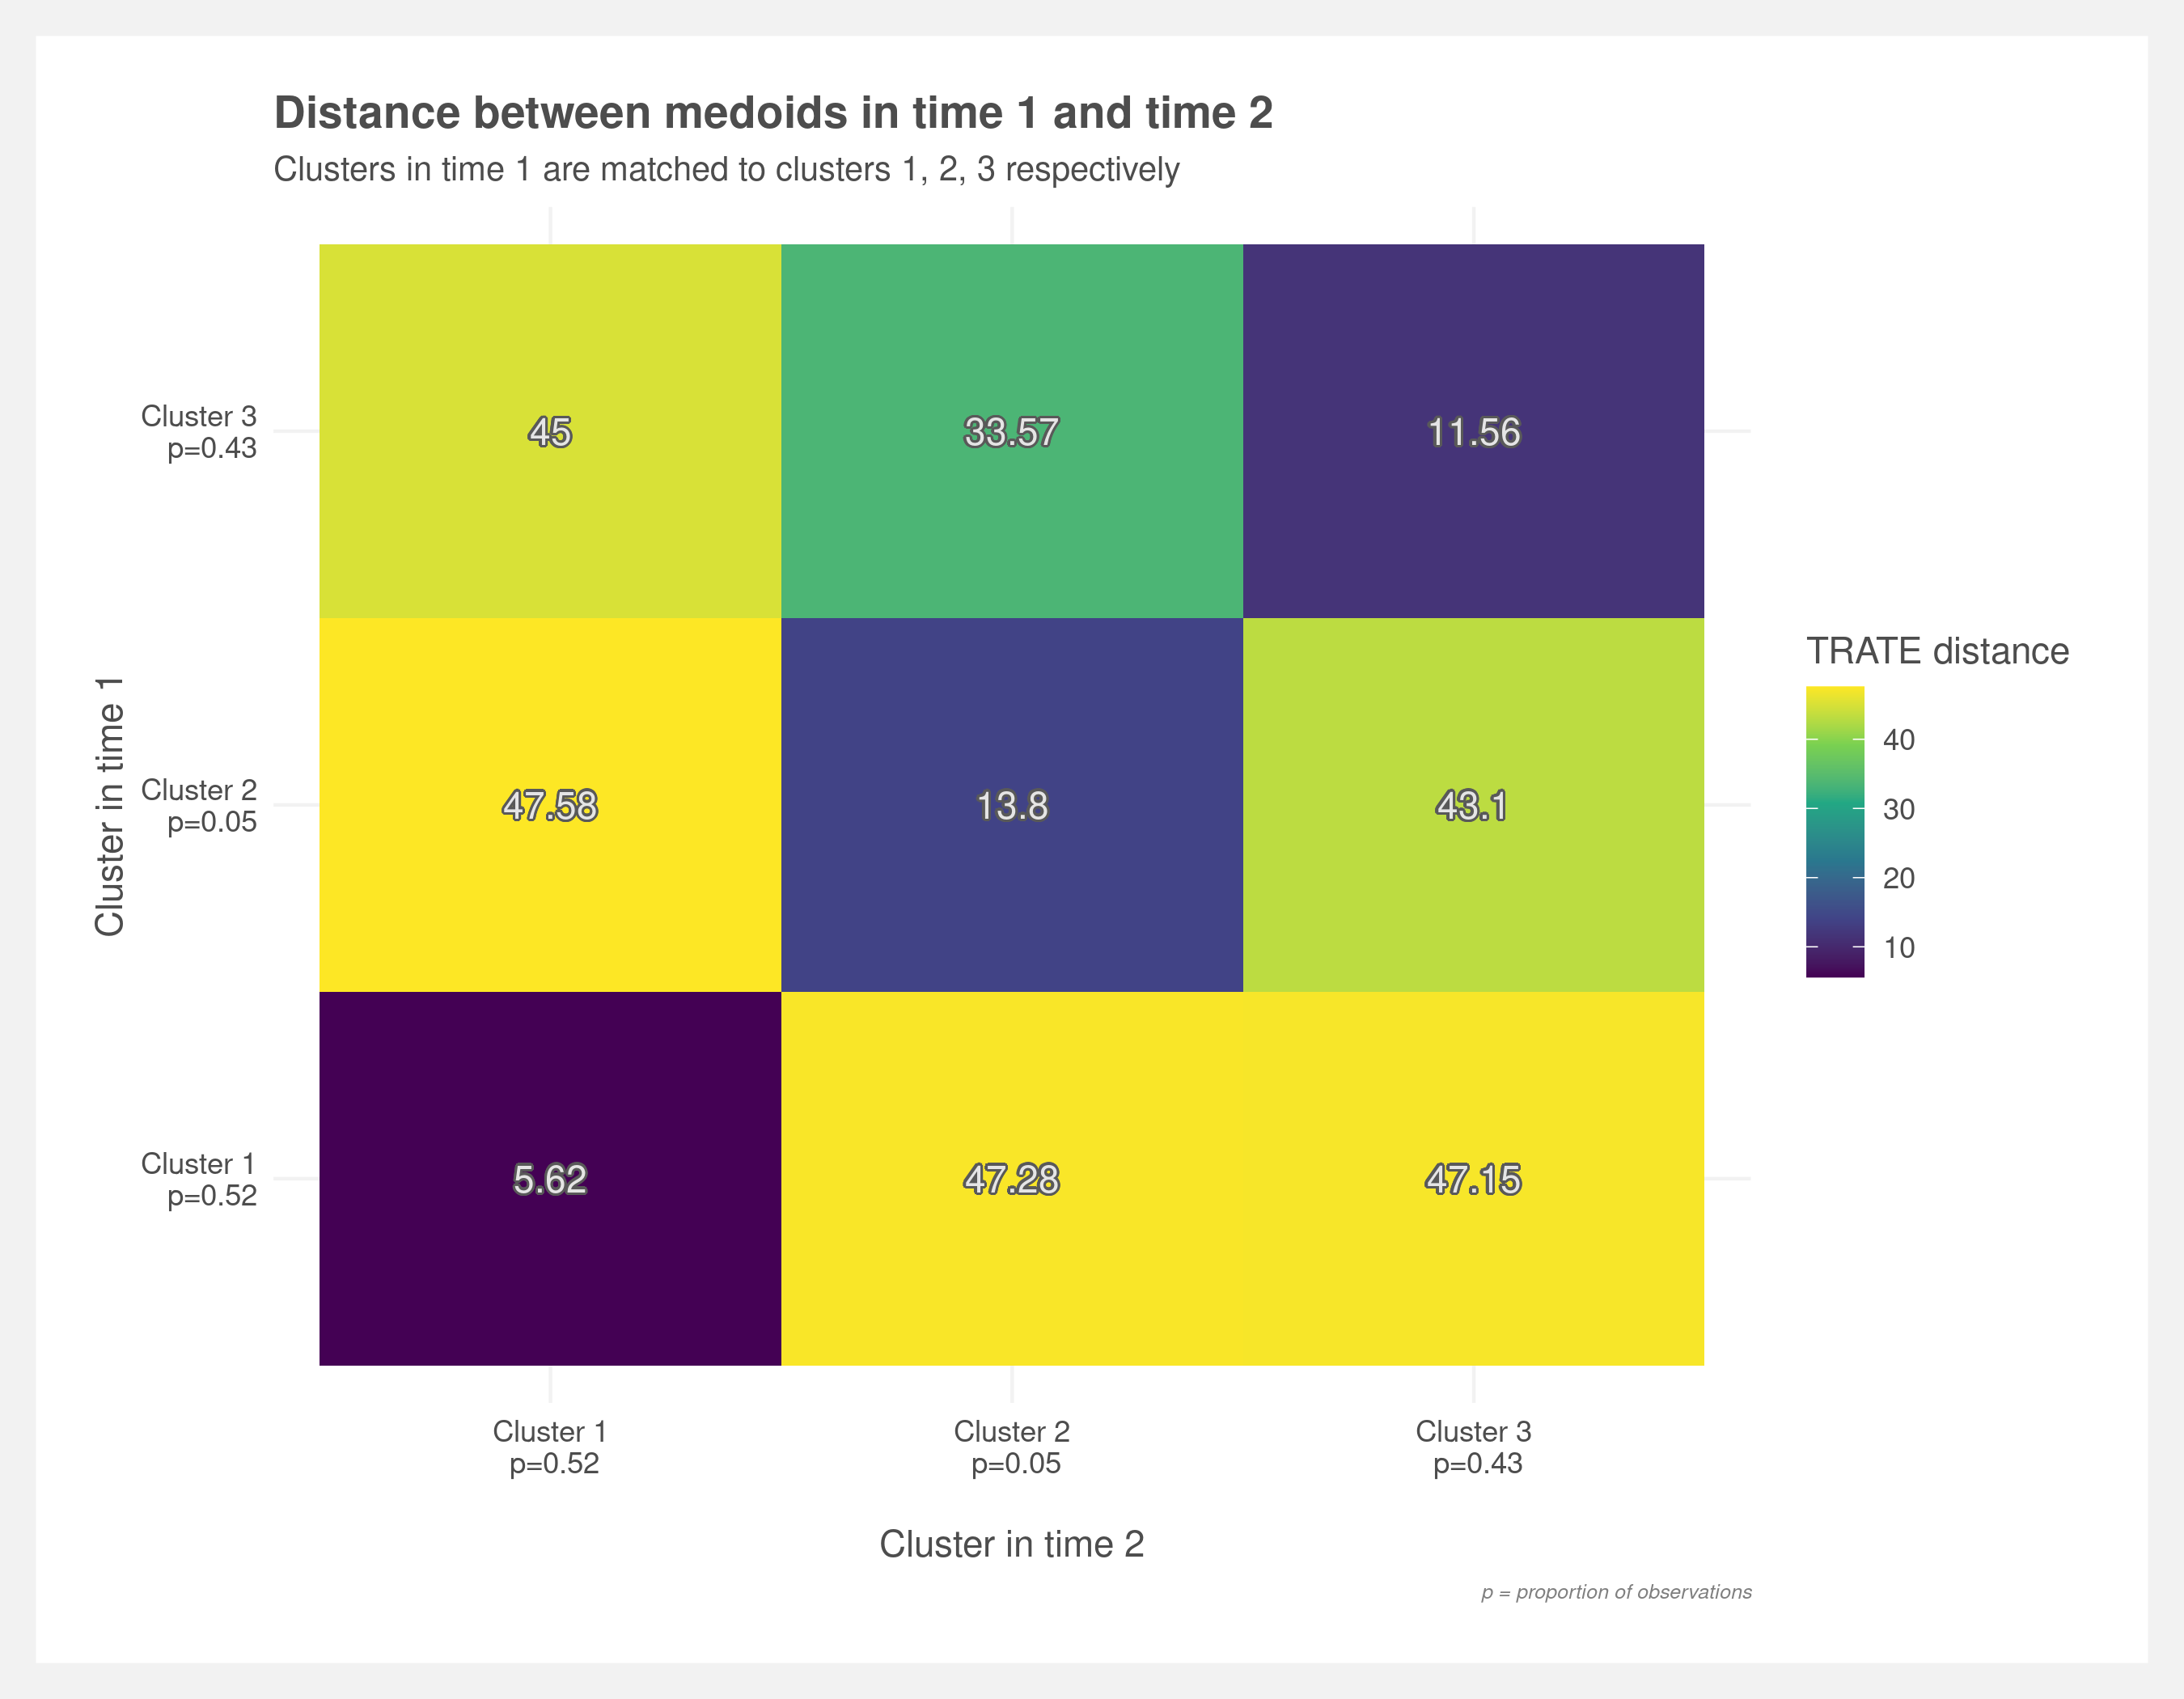 Distance between medoids in time 1 and time 2
Clusters in time 1 are matched to clusters 1, 2, 3 respectively
Cluster in time 1
Cluster 3
p=0.43
45
33.57
11.56
Cluster 2
p=0.05
47.58
13.8
43.1
Cluster 1
p=0.52
5.62
47.28
47.15
Cluster 1
p=0.52
Cluster 2
p=0.05
Cluster 3
p=0.43
Cluster in time 2
TRATE distance
40
30
20
10
p = proportion of observations